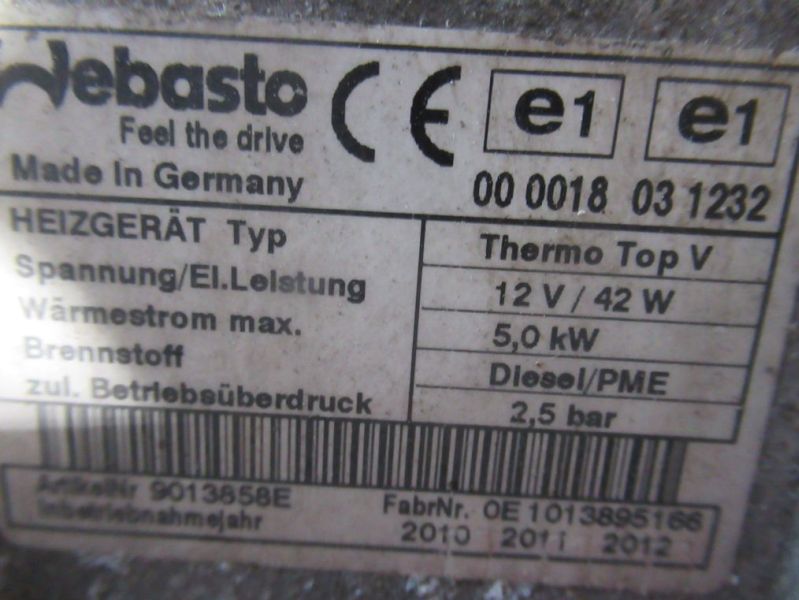 Webasto
Feel the drive
Made In Germany
CE e1 e1
00 0018 03 1232
HEIZGERÄT Typ Thermo Top V
Spannung/El.Leistung 12 V / 42 W
Wärmestrom max. 5,0 kW
Brennstoff Diesel/PME
zul. Betriebsüberdruck 2,5 bar
ArtikelNr 9013858E FabrNr. 0E1013895166
Inbetriebnahmejahr 2010 2011 2012